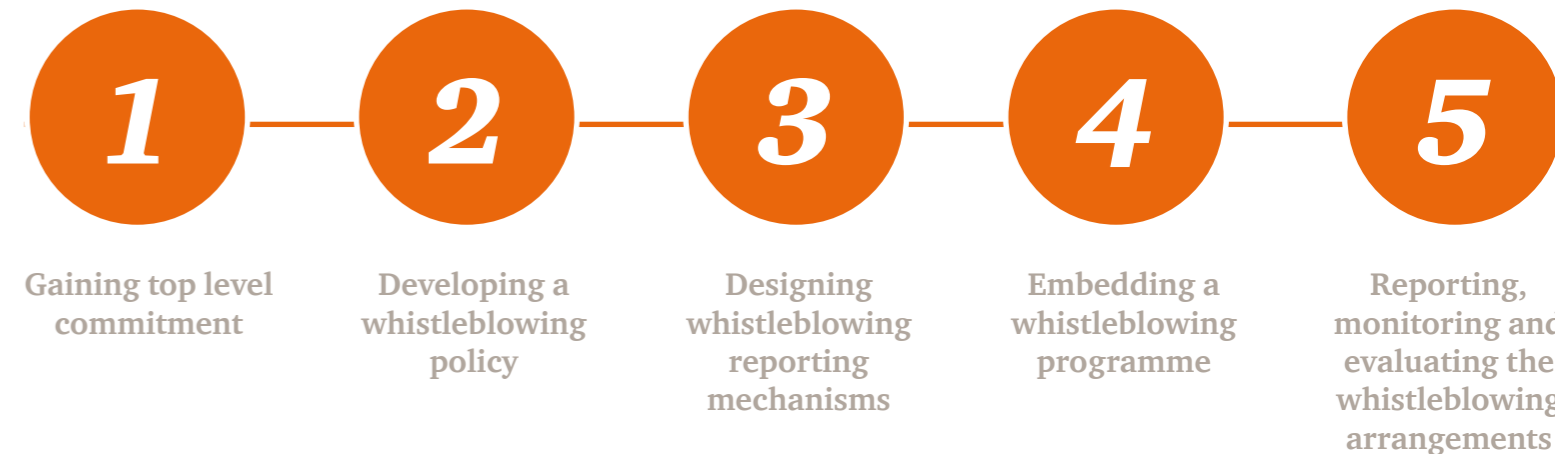 1
2
3
4
5
Gaining top level
commitment
Developing a
whistleblowing
policy
Designing
whistleblowing
reporting
mechanisms
Embedding a
whistleblowing
programme
Reporting,
monitoring and
evaluating the
whistleblowing
arrangements